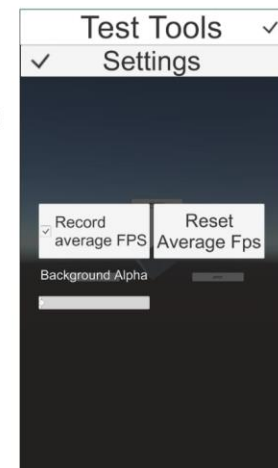 Test Tools
Settings
Record
average FPS
Reset
Average Fps
Background Alpha